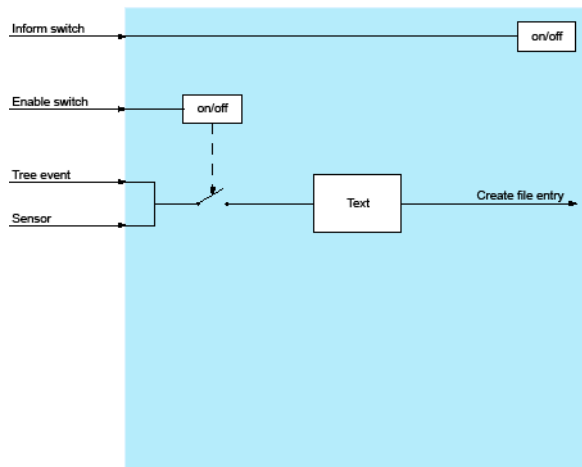 Inform switch
on/off
Enable switch
on/off
Tree event
Text
Create file entry
Sensor